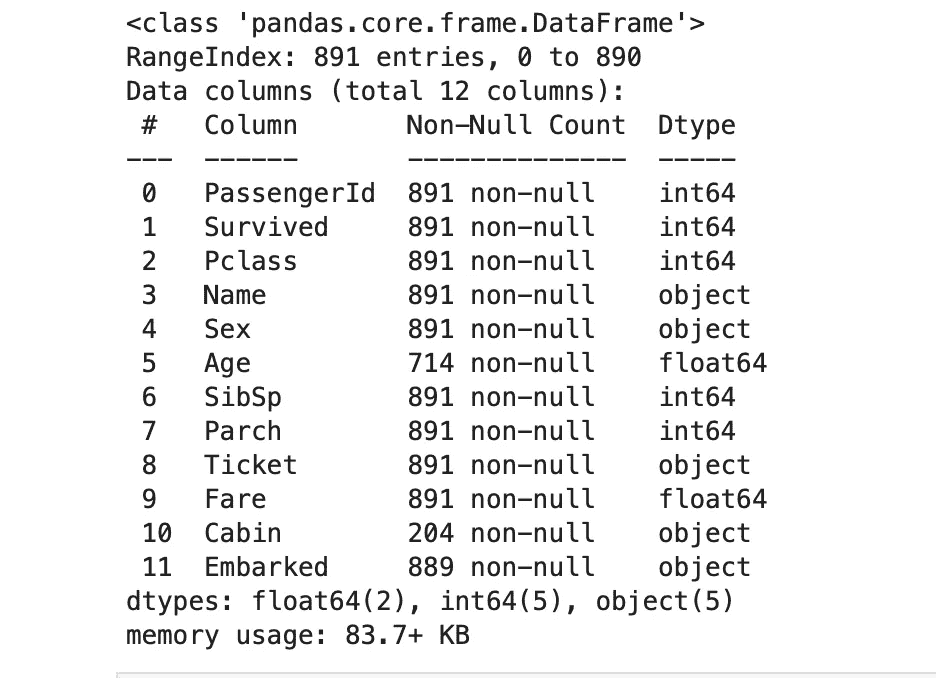 <class 'pandas.core.frame.DataFrame'>
RangeIndex: 891 entries, 0 to 890
Data columns (total 12 columns):
 #   Column       Non-Null Count  Dtype
---  ------       --------------  -----
 0   PassengerId  891 non-null    int64
 1   Survived     891 non-null    int64
 2   Pclass       891 non-null    int64
 3   Name         891 non-null    object
 4   Sex          891 non-null    object
 5   Age          714 non-null    float64
 6   SibSp        891 non-null    int64
 7   Parch        891 non-null    int64
 8   Ticket       891 non-null    object
 9   Fare         891 non-null    float64
 10  Cabin        204 non-null    object
 11  Embarked     889 non-null    object
dtypes: float64(2), int64(5), object(5)
memory usage: 83.7+ KB